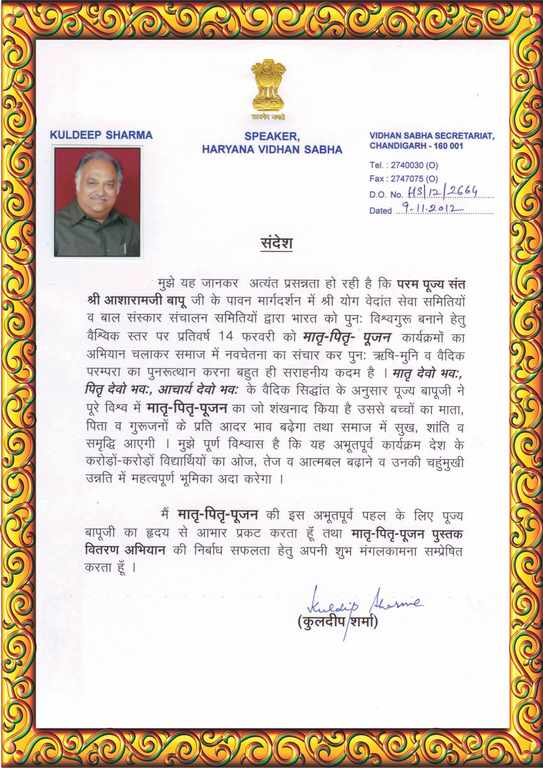 सत्यमेव जयते
KULDEEP SHARMA
SPEAKER,
HARYANA VIDHAN SABHA
VIDHAN SABHA SECRETARIAT,
CHANDIGARH - 160 001
Tel. : 2740030 (O)
Fax : 2747075 (O)
D.O. No. HS/12/2664
Dated 9-11-2012
संदेश
मुझे यह जानकर अत्यंत प्रसन्नता हो रही है कि परम पूज्य संत
श्री आशारामजी बापू जी के पावन मार्गदर्शन में श्री योग वेदांत सेवा समितियों
व बाल संस्कार संचालन समितियों द्वारा भारत को पुनः विश्वगुरू बनाने हेतु
वैश्विक स्तर पर प्रतिवर्ष 14 फरवरी को मातृ-पितृ- पूजन कार्यक्रमों का
अभियान चलाकर समाज में नवचेतना का संचार कर पुनः ऋषि-मुनि व वैदिक
परम्परा का पुनरूत्थान करना बहुत ही सराहनीय कदम है । मातृ देवो भवः,
पितृ देवो भवः, आचार्य देवो भवः के वैदिक सिद्धांत के अनुसार पूज्य बापूजी ने
पूरे विश्व में मातृ-पितृ-पूजन का जो शंखनाद किया है उससे बच्चों का माता,
पिता व गुरूजनों के प्रति आदर भाव बढ़ेगा तथा समाज में सुख, शांति व
समृद्धि आएगी । मुझे पूर्ण विश्वास है कि यह अभूतपूर्व कार्यक्रम देश के
करोड़ों-करोड़ों विद्यार्थियों का ओज, तेज व आत्मबल बढ़ाने व उनकी चहुंमुखी
उन्नति में महत्वपूर्ण भूमिका अदा करेगा ।
मैं मातृ-पितृ-पूजन की इस अभूतपूर्व पहल के लिए पूज्य
बापूजी का हृदय से आभार प्रकट करता हूँ तथा मातृ-पितृ-पूजन पुस्तक
वितरण अभियान की निर्बाध सफलता हेतु अपनी शुभ मंगलकामना सम्प्रेषित
करता हूँ ।
Kuldip Sharma
(कुलदीप शर्मा)